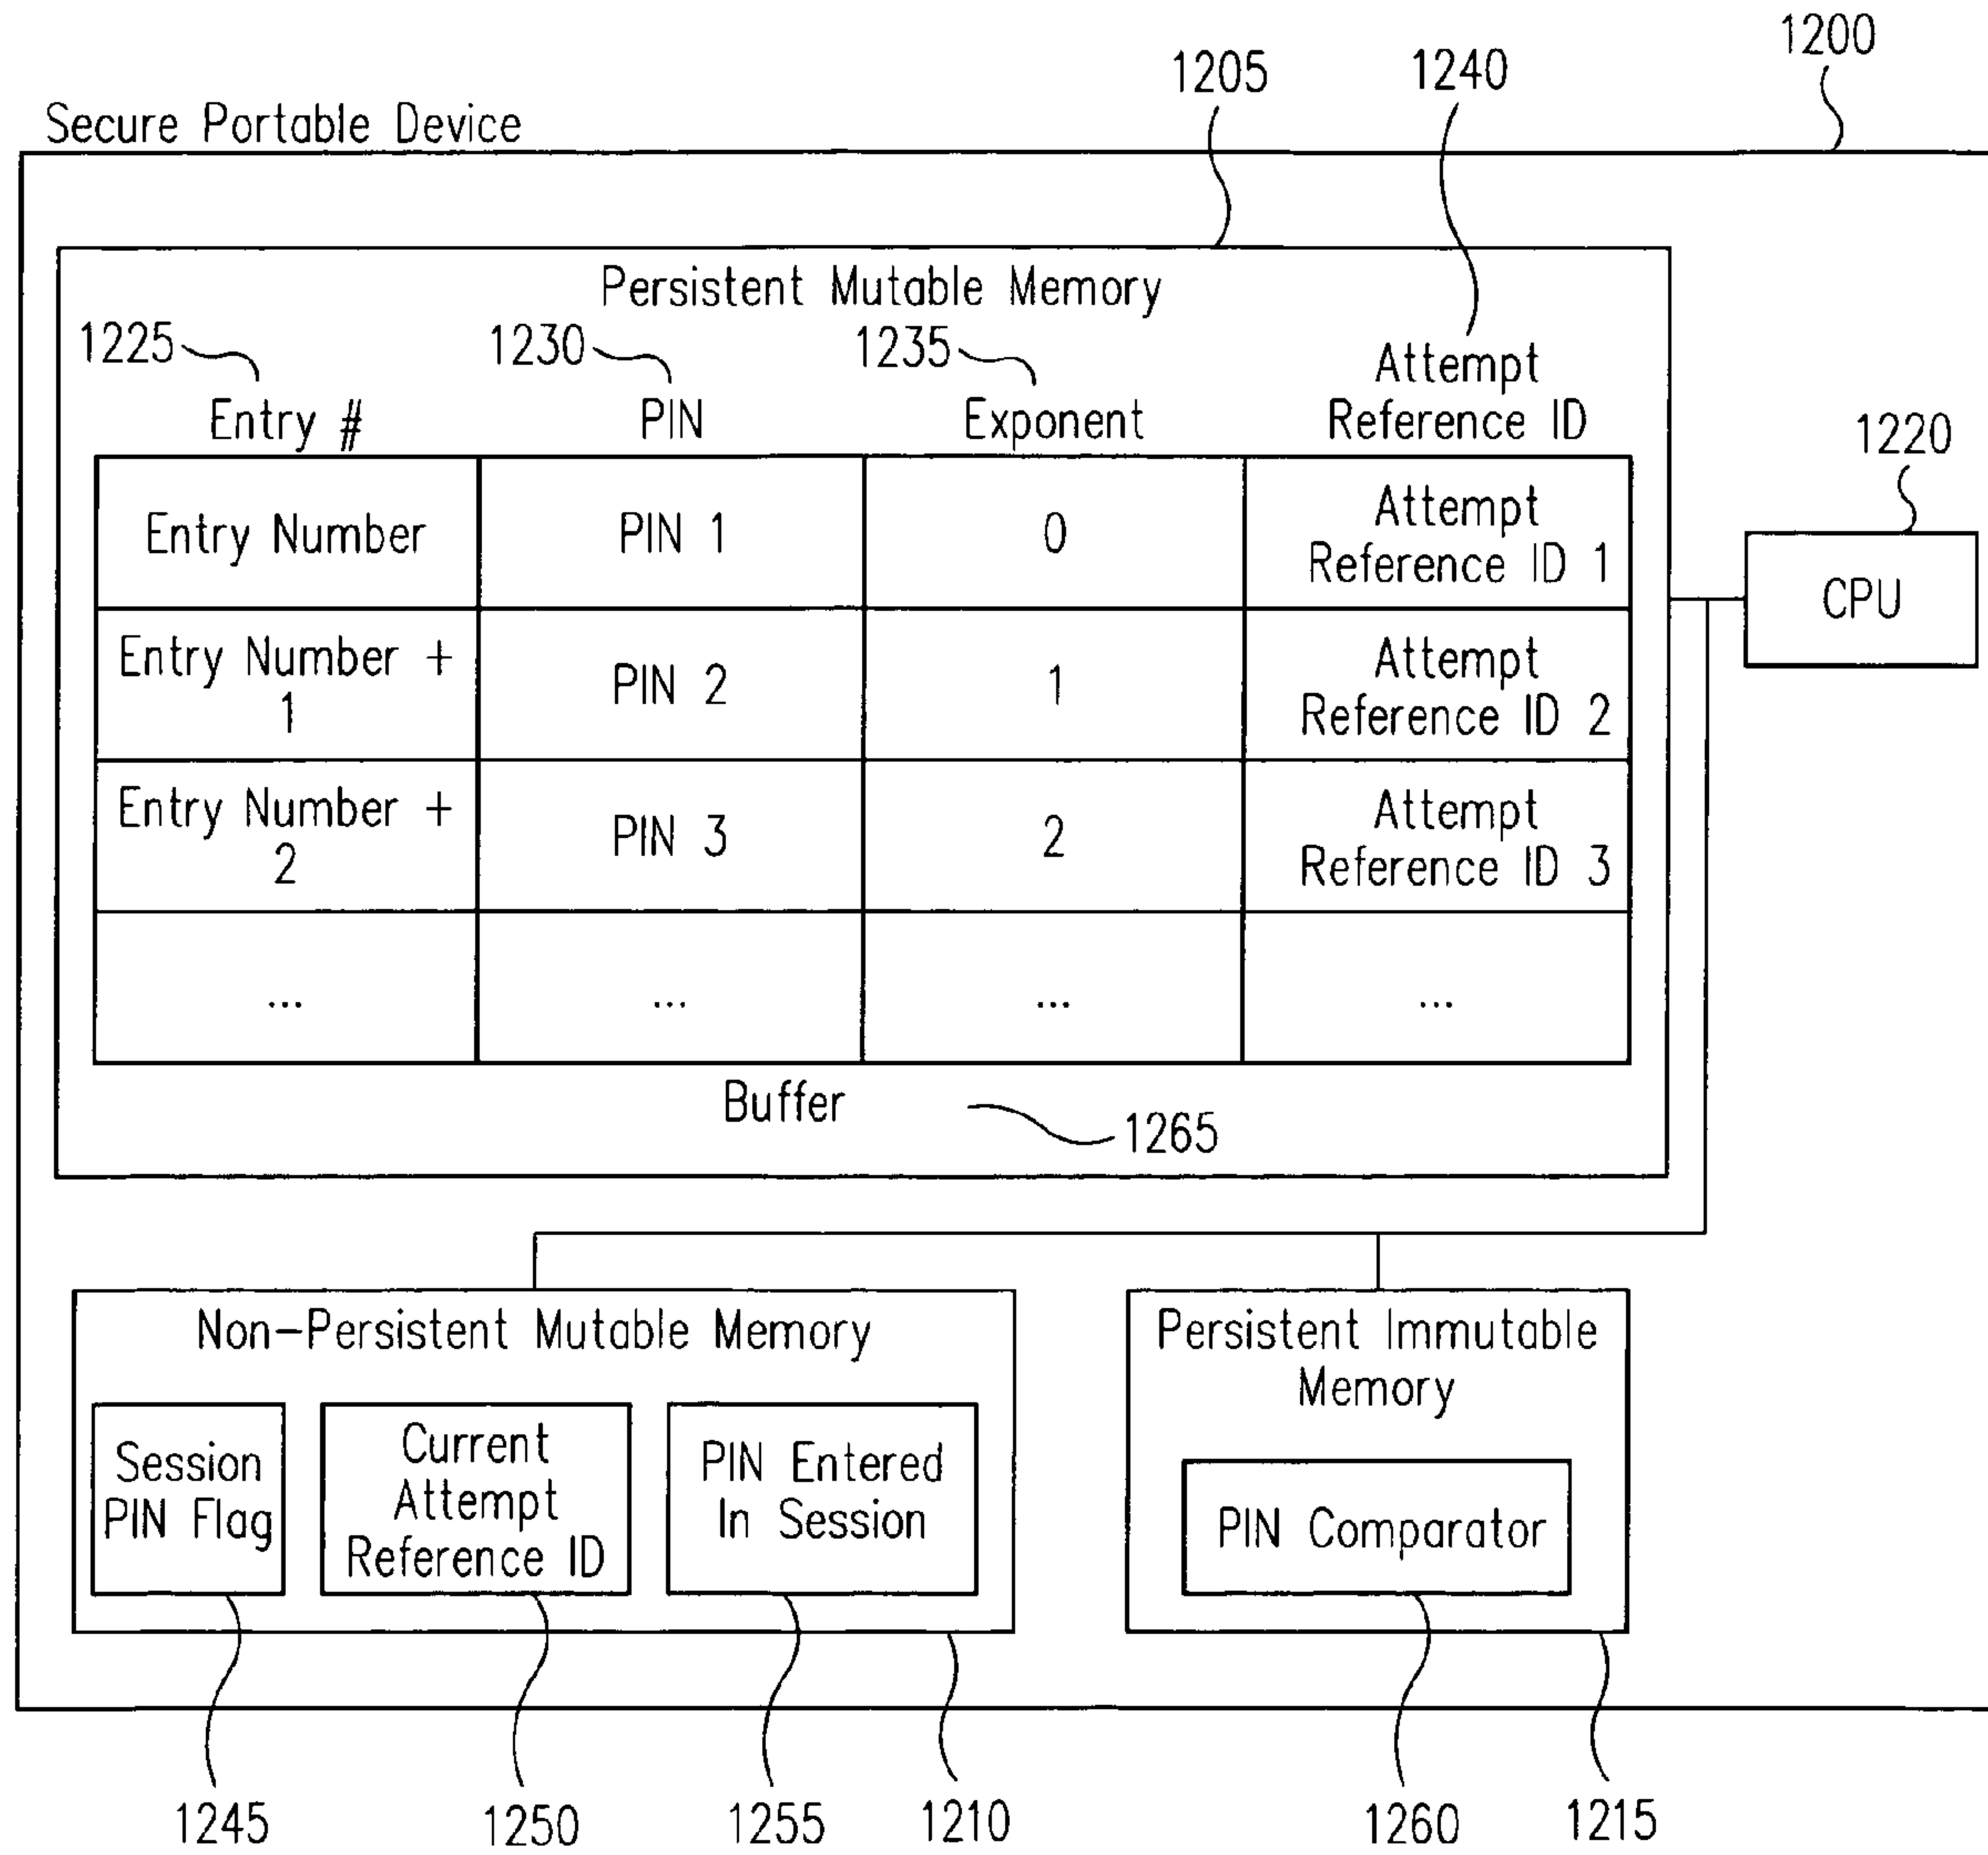 1200
1205
1240
Secure Portable Device
Persistent Mutable Memory
1225
1230
1235
Attempt
Reference ID
Entry #
PIN
Exponent
1220
CPU
Entry Number
PIN 1
0
Attempt
Reference ID 1
Entry Number +
1
PIN 2
1
Attempt
Reference ID 2
Entry Number +
2
PIN 3
2
Attempt
Reference ID 3
...
...
...
...
Buffer
1265
Non-Persistent Mutable Memory
Session
PIN Flag
Current
Attempt
Reference ID
PIN Entered
In Session
Persistent Immutable
Memory
PIN Comparator
1245
1250
1255
1210
1260
1215